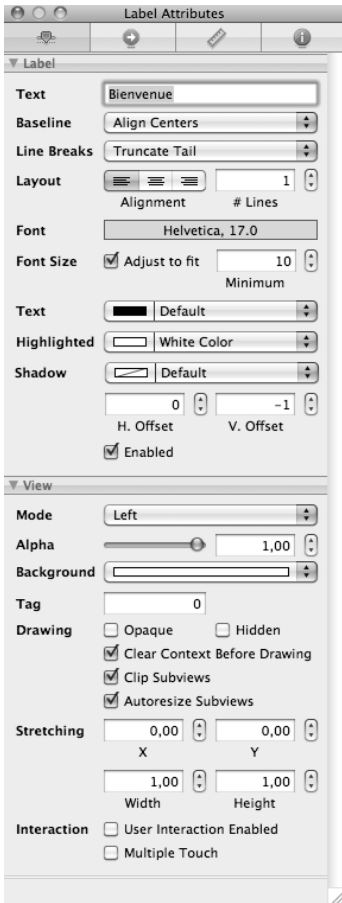 Label Attributes
Label
Text Bienvenue
Baseline Align Centers
Line Breaks Truncate Tail
Layout 1
Alignment # Lines
Font Helvetica, 17.0
Font Size Adjust to fit 10
Minimum
Text Default
Highlighted White Color
Shadow Default
0 -1
H. Offset V. Offset
Enabled
View
Mode Left
Alpha 1,00
Background
Tag 0
Drawing Opaque Hidden
Clear Context Before Drawing
Clip Subviews
Autoresize Subviews
Stretching 0,00 0,00
X Y
1,00 1,00
Width Height
Interaction User Interaction Enabled
Multiple Touch